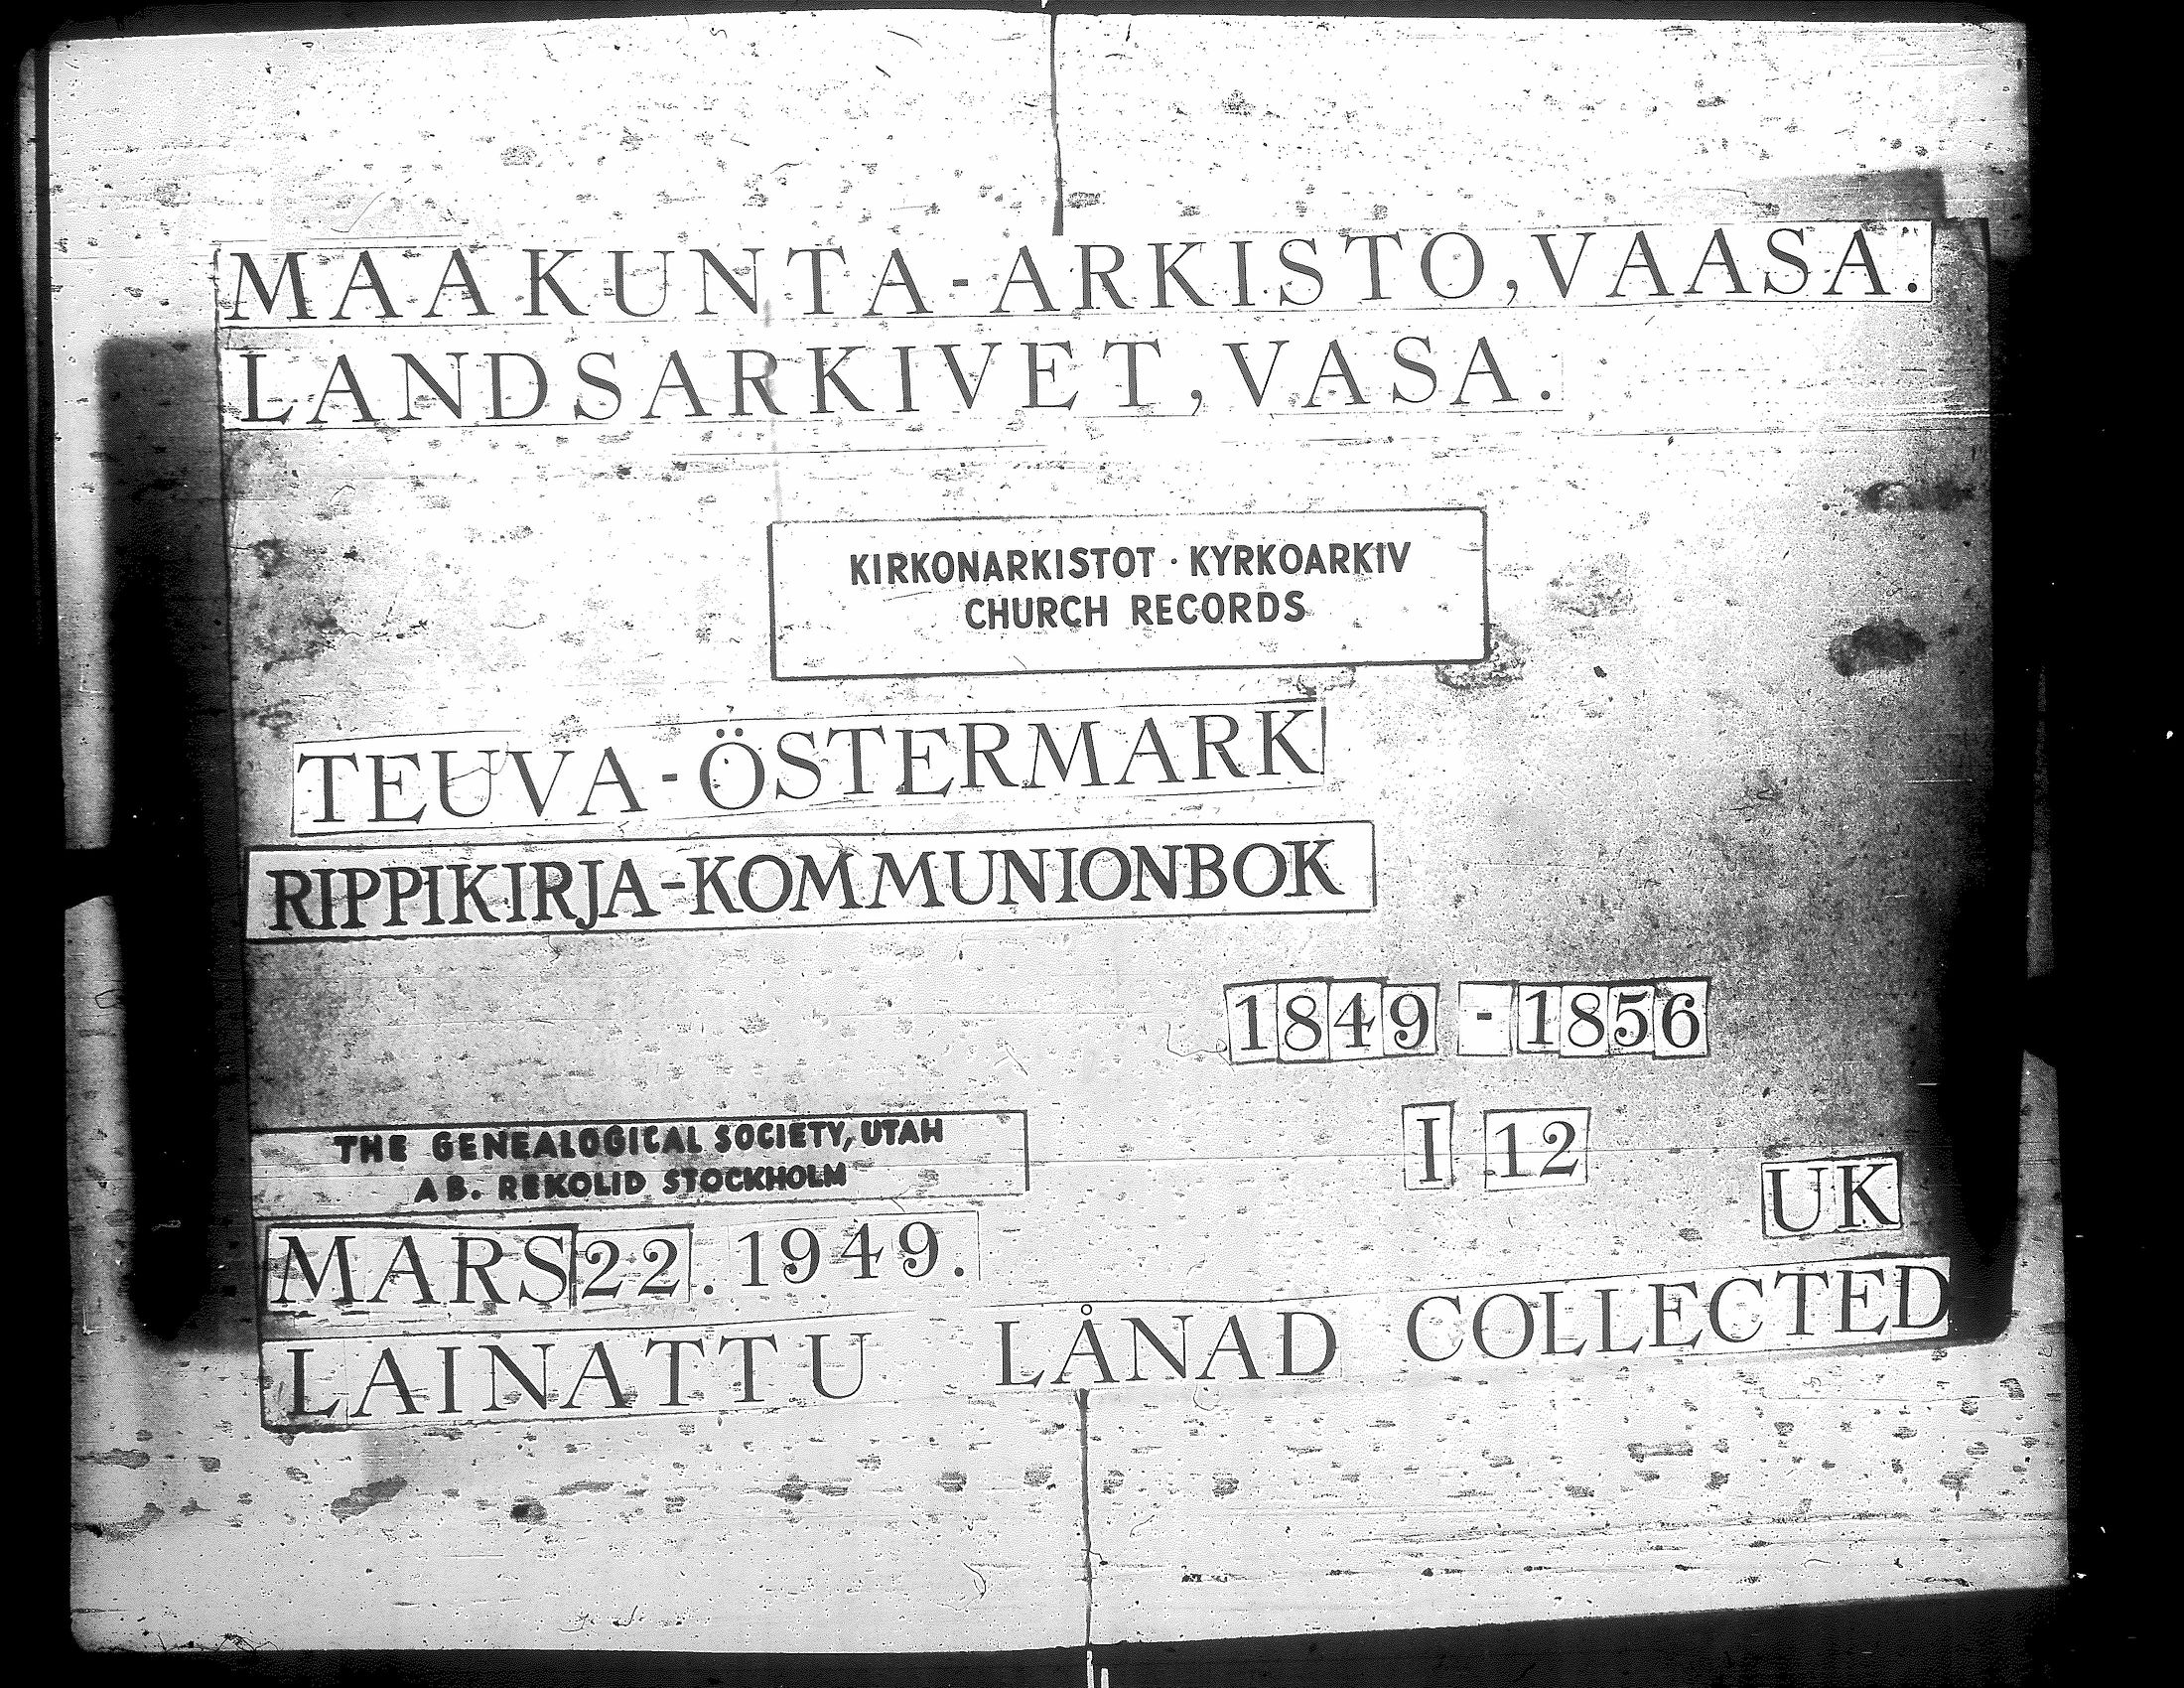 MAAKUNTA-ARKISTO, VAASA.
LANDSARKIVET, VASA.
KIRKONARKISTOT · KYRKOARKIV
CHURCH RECORDS
TEUVA-ÖSTERMARK
RIPPIKIRJA-KOMMUNIONBOK
1849 - 1856
I 12
THE GENEALOGICAL SOCIETY, UTAH
AB. REKOLID STOCKHOLM
UK
MARS 22. 1949.
LAINATTU LÅNAD COLLECTED